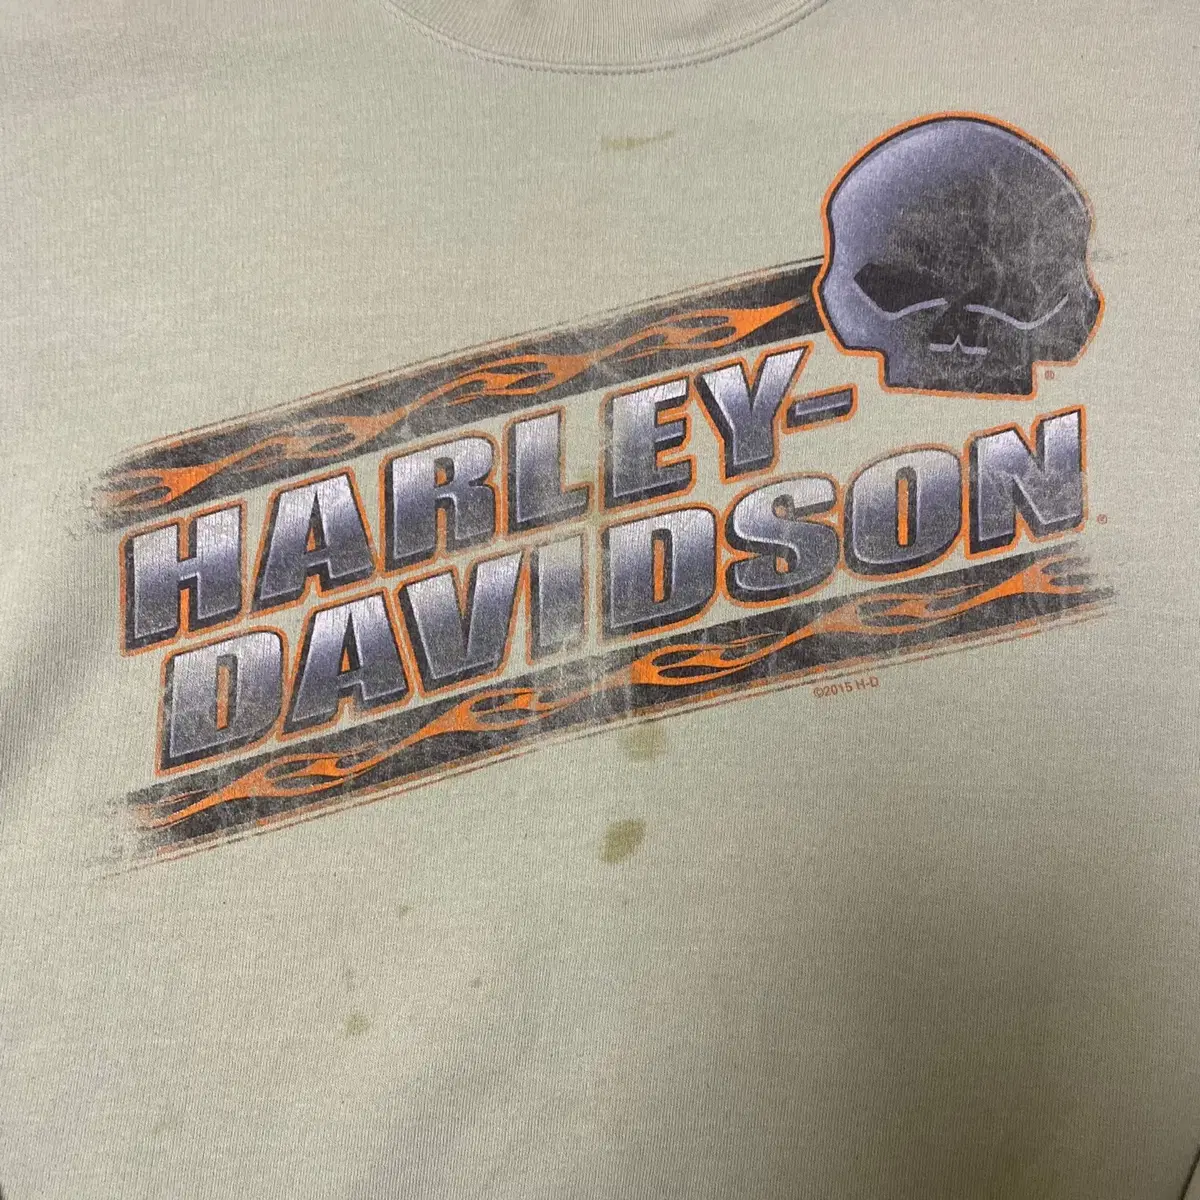 HARLEY-
DAVIDSON
®
®
©2015 H-D